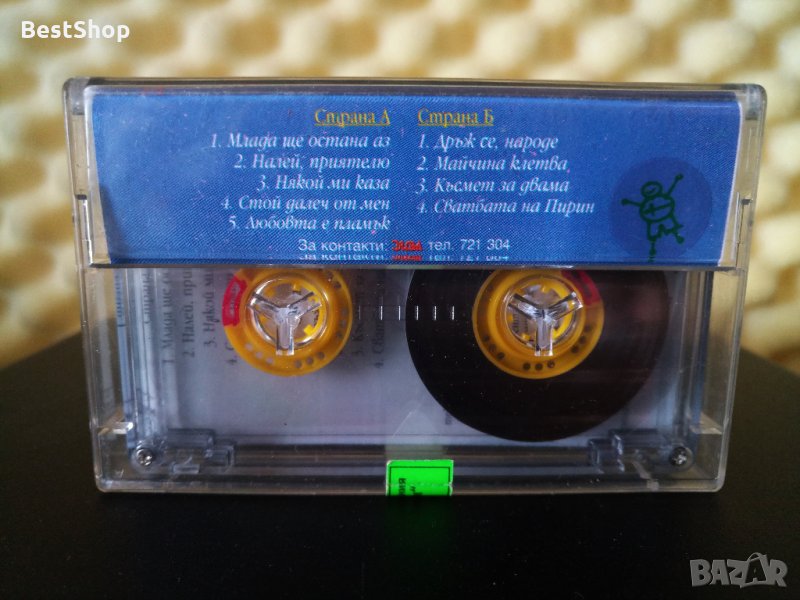 BestShop
Страна А
1. Млада ще остана аз
2. Налей, приятелю
3. Някой ми каза
4. Стой далеч от мен
5. Любовта е пламък
Страна Б
1. Дръж се, народе
2. Майчина клетва
3. Късмет за двама
4. Сватбата на Пирин
За контакти: тел. 721 304
BAZAR